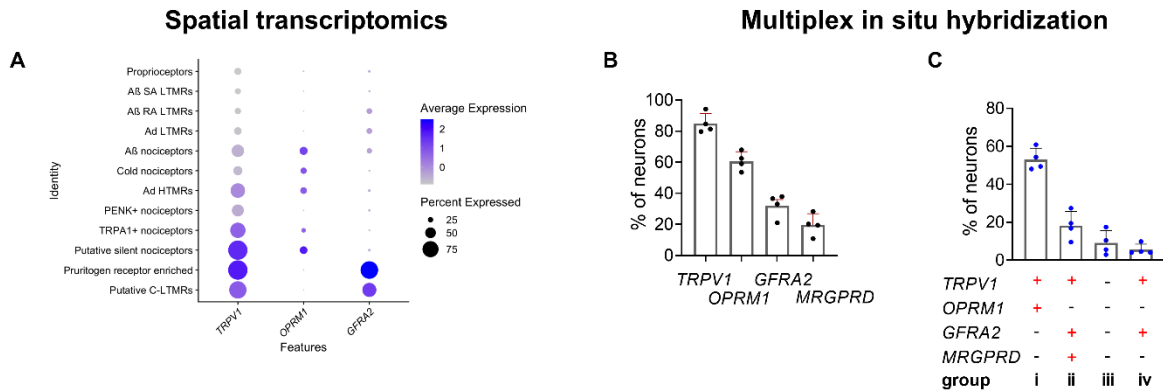 Spatial transcriptomics
Multiplex in situ hybridization
A
Proprioceptors
Aß SA LTMRs
Aß RA LTMRs
Ad LTMRs
Aß nociceptors
Cold nociceptors
Ad HTMRs
PENK+ nociceptors
TRPA1+ nociceptors
Putative silent nociceptors
Pruritogen receptor enriched
Putative C-LTMRs
Identity
TRPV1
OPRM1
GFRA2
Features
Average Expression
2
1
0
Percent Expressed
25
50
75
B
% of neurons
100
80
60
40
20
0
TRPV1
OPRM1
GFRA2
MRGPRD
C
% of neurons
80
60
40
20
0
TRPV1 + + - +
OPRM1 + - - -
GFRA2 - + - +
MRGPRD - + - -
group i ii iii iv